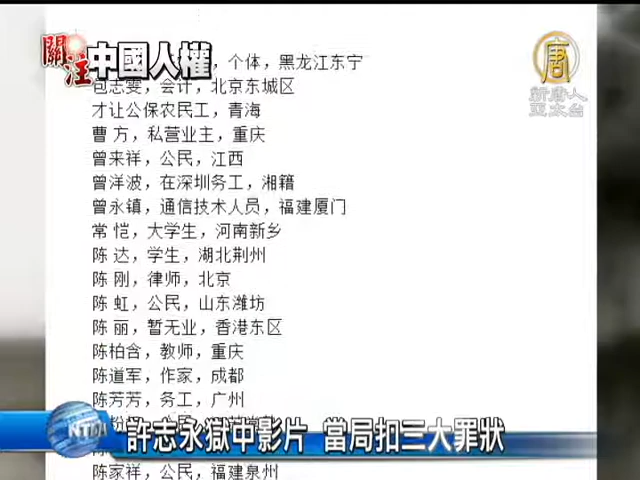 關注中國人權
个体，黑龙江东宁
包志雯，会计，北京东城区
才让公保农民工，青海
曹 方，私营业主，重庆
曾来祥，公民，江西
曾洋波，在深圳务工，湘籍
曾永镇，通信技术人员，福建厦门
常 恺，大学生，河南新乡
陈 达，学生，湖北荆州
陈 刚，律师，北京
陈 虹，公民，山东潍坊
陈 丽，暂无业，香港东区
陈柏含，教师，重庆
陈道军，作家，成都
陈芳芳，务工，广州
許志永獄中影片 當局扣三大罪狀
陈家祥，公民，福建泉州
新唐人
亞太台
NTD